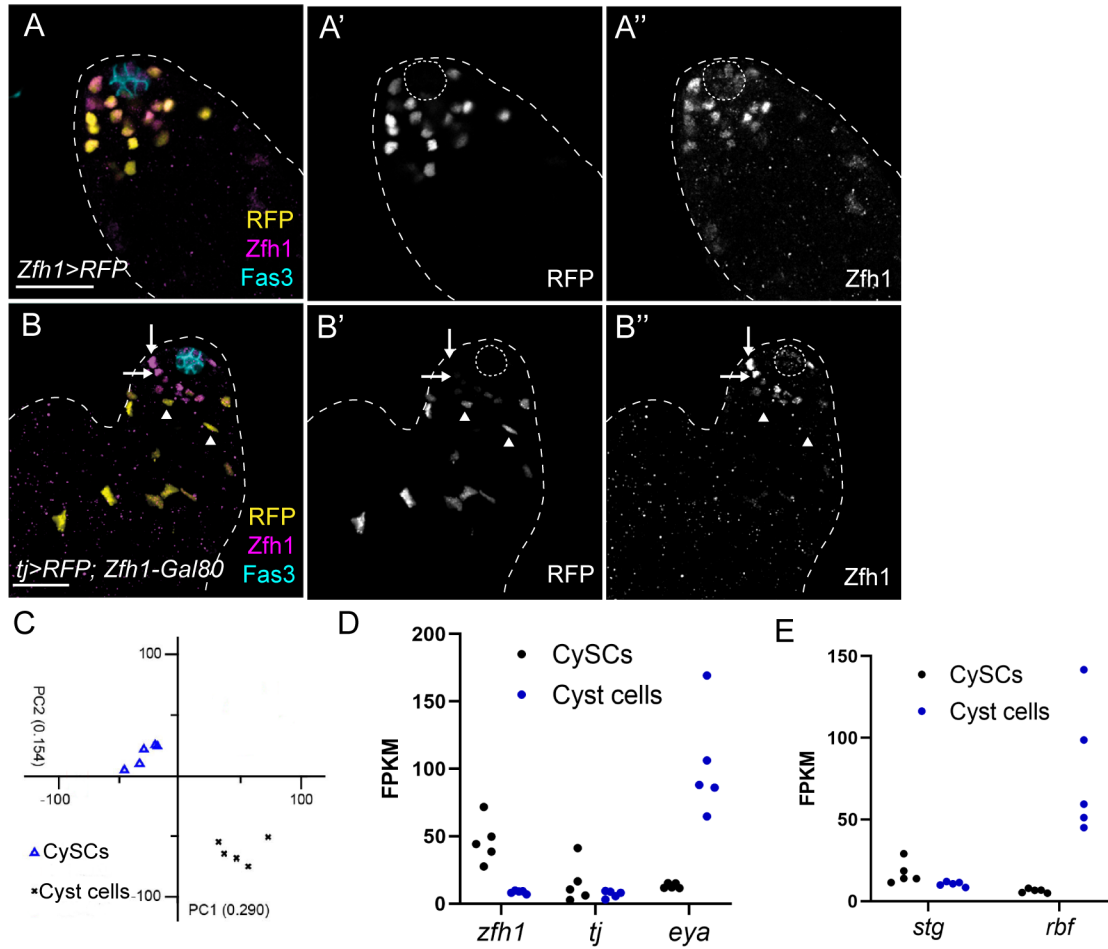 A
RFP
Zfh1
Fas3
Zfh1>RFP
A'
RFP
A''
Zfh1
B
RFP
Zfh1
Fas3
tj>RFP; Zfh1-Gal80
B'
RFP
B''
Zfh1
C
100
PC2 (0.154)
-100
100
CySCs
Cyst cells
-100
PC1 (0.290)
D
200
150
100
50
0
FPKM
CySCs
Cyst cells
zfh1 tj eya
E
150
100
50
0
FPKM
CySCs
Cyst cells
stg rbf